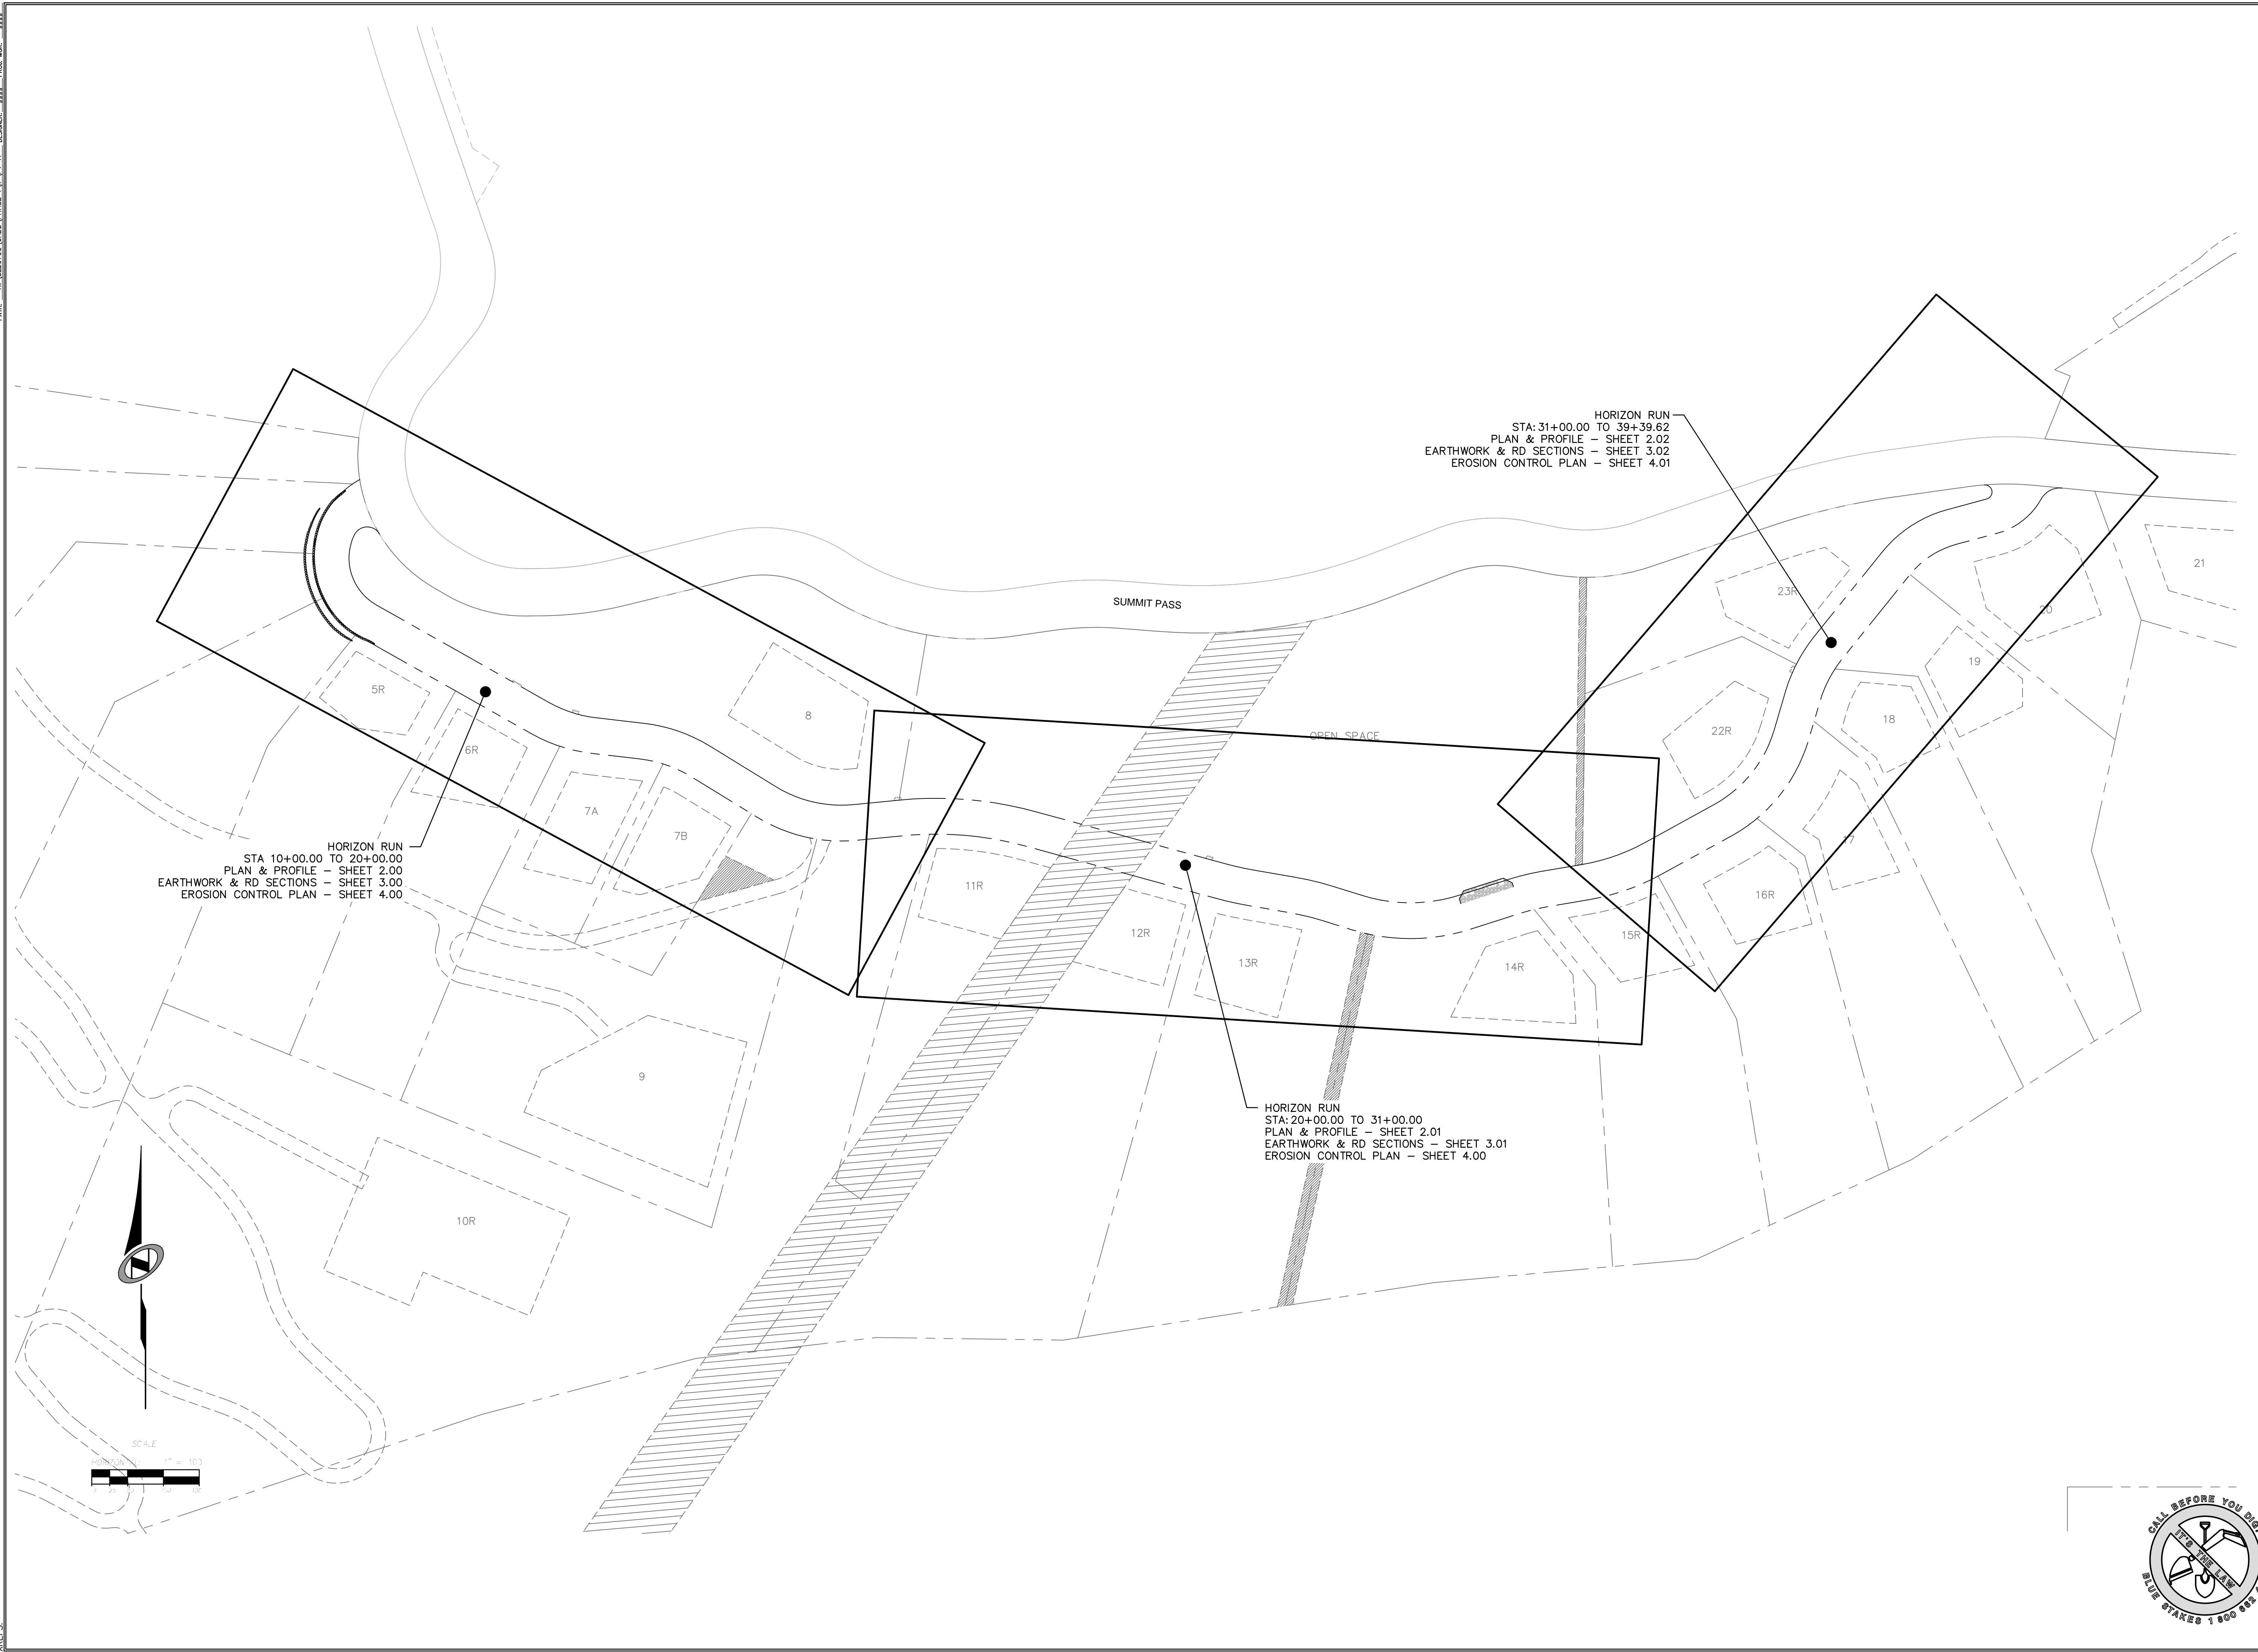 HORIZON RUN
STA: 31+00.00 TO 39+39.62
PLAN & PROFILE – SHEET 2.02
EARTHWORK & RD SECTIONS – SHEET 3.02
EROSION CONTROL PLAN – SHEET 4.01
SUMMIT PASS
OPEN SPACE
21
23R
20
19
5R
8
6R
22R
18
7A
7B
17
HORIZON RUN
STA 10+00.00 TO 20+00.00
PLAN & PROFILE – SHEET 2.00
EARTHWORK & RD SECTIONS – SHEET 3.00
EROSION CONTROL PLAN – SHEET 4.00
11R
16R
12R
15R
13R
14R
9
HORIZON RUN
STA: 20+00.00 TO 31+00.00
PLAN & PROFILE – SHEET 2.01
EARTHWORK & RD SECTIONS – SHEET 3.01
EROSION CONTROL PLAN – SHEET 4.00
10R
N
SCALE
CALL BEFORE YOU DIG
IT'S THE LAW
BLUE STAKES 1 800 662